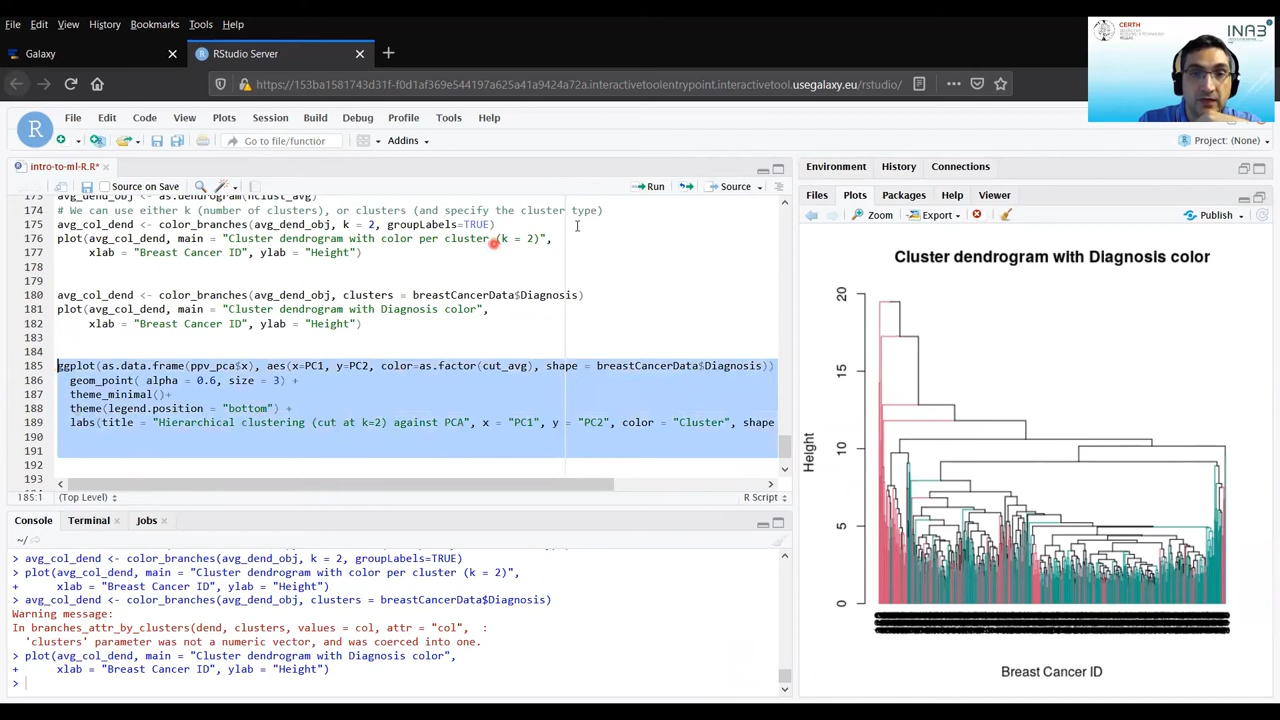 File Edit View History Bookmarks Tools Help
Galaxy
RStudio Server
https://153ba1581743d31f-f0d1af369e544197a625a41d9424a72a.interactivetoolentrypoint.interactivetool.usegalaxy.eu/rstudio/
CERTH
INAB
File Edit Code View Plots Session Build Debug Profile Tools Help
Go to file/function
Addins
Project: (None)
intro-to-ml-R.R*
Source on Save
Run
Source
173 avg_dend_obj <- as.dendrogram(hclust_avg)
174 # We can use either k (number of clusters), or clusters (and specify the cluster type)
175 avg_col_dend <- color_branches(avg_dend_obj, k = 2, groupLabels=TRUE)
176 plot(avg_col_dend, main = "Cluster dendrogram with color per cluster (k = 2)",
177 xlab = "Breast Cancer ID", ylab = "Height")
178
179
180 avg_col_dend <- color_branches(avg_dend_obj, clusters = breastCancerData$Diagnosis)
181 plot(avg_col_dend, main = "Cluster dendrogram with Diagnosis color",
182 xlab = "Breast Cancer ID", ylab = "Height")
183
184
185 ggplot(as.data.frame(ppv_pca$x), aes(x=PC1, y=PC2, color=as.factor(cut_avg), shape = breastCancerData$Diagnosis))
186 geom_point( alpha = 0.6, size = 3) +
187 theme_minimal()+
188 theme(legend.position = "bottom") +
189 labs(title = "Hierarchical clustering (cut at k=2) against PCA", x = "PC1", y = "PC2", color = "Cluster", shape
190
191
192
193
185:1 (Top Level)
R Script
Console Terminal Jobs
~/
> avg_col_dend <- color_branches(avg_dend_obj, k = 2, groupLabels=TRUE)
> plot(avg_col_dend, main = "Cluster dendrogram with color per cluster (k = 2)",
+ xlab = "Breast Cancer ID", ylab = "Height")
> avg_col_dend <- color_branches(avg_dend_obj, clusters = breastCancerData$Diagnosis)
Warning message:
In branches_attr_by_clusters(dend, clusters, values = col, attr = "col") :
'clusters' parameter was not a numeric vector, and was coerced into one.
> plot(avg_col_dend, main = "Cluster dendrogram with Diagnosis color",
+ xlab = "Breast Cancer ID", ylab = "Height")
>
Environment History Connections
Files Plots Packages Help Viewer
Zoom Export Publish
Cluster dendrogram with Diagnosis color
20
15
10
5
0
Height
Breast Cancer ID